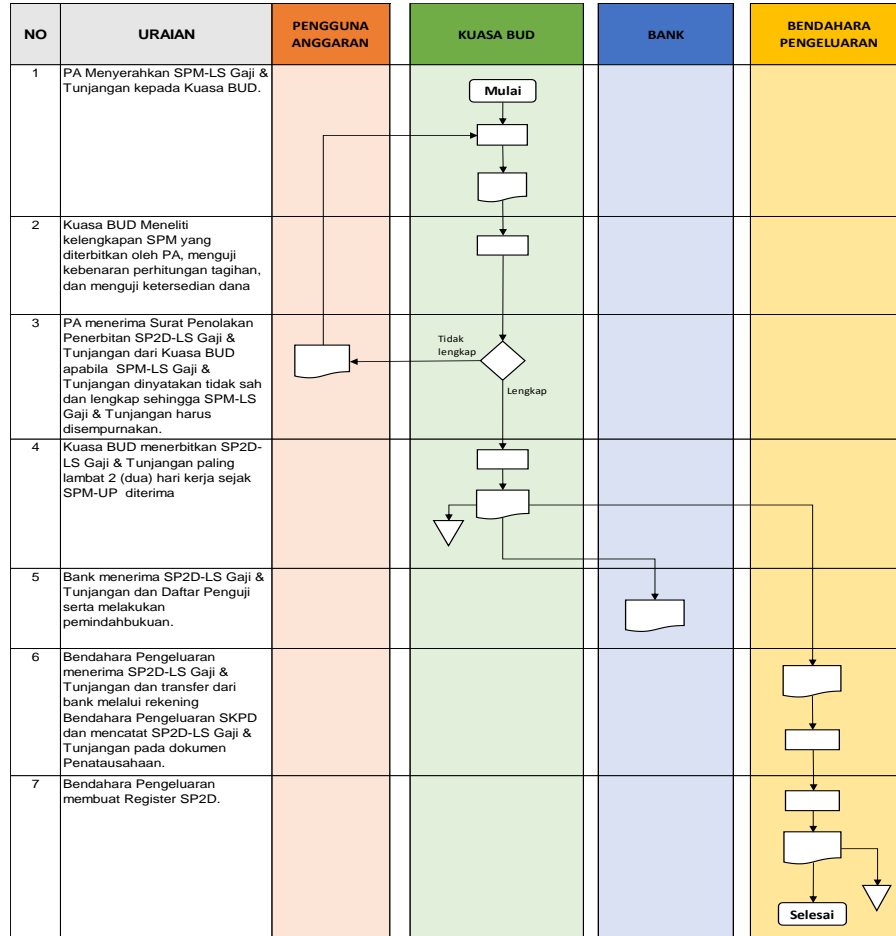 NO
URAIAN
PENGGUNA
ANGGARAN
KUASA BUD
BANK
BENDAHARA
PENGELUARAN
1
PA Menyerahkan SPM-LS Gaji &
Tunjangan kepada Kuasa BUD.
Mulai
2
Kuasa BUD Meneliti
kelengkapan SPM yang
diterbitkan oleh PA, menguji
kebenaran perhitungan tagihan,
dan menguji ketersedian dana
3
PA menerima Surat Penolakan
Penerbitan SP2D-LS Gaji &
Tunjangan dari Kuasa BUD
apabila  SPM-LS Gaji &
Tunjangan dinyatakan tidak sah
dan lengkap sehingga SPM-LS
Gaji & Tunjangan harus
disempurnakan.
Tidak
lengkap
Lengkap
4
Kuasa BUD menerbitkan SP2D-
LS Gaji & Tunjangan paling
lambat 2 (dua) hari kerja sejak
SPM-UP  diterima
5
Bank menerima SP2D-LS Gaji &
Tunjangan dan Daftar Penguji
serta melakukan
pemindahbukuan.
6
Bendahara Pengeluaran
menerima SP2D-LS Gaji &
Tunjangan dan transfer dari
bank melalui rekening
Bendahara Pengeluaran SKPD
dan mencatat SP2D-LS Gaji &
Tunjangan pada dokumen
Penatausahaan.
7
Bendahara Pengeluaran
membuat Register SP2D.
Selesai